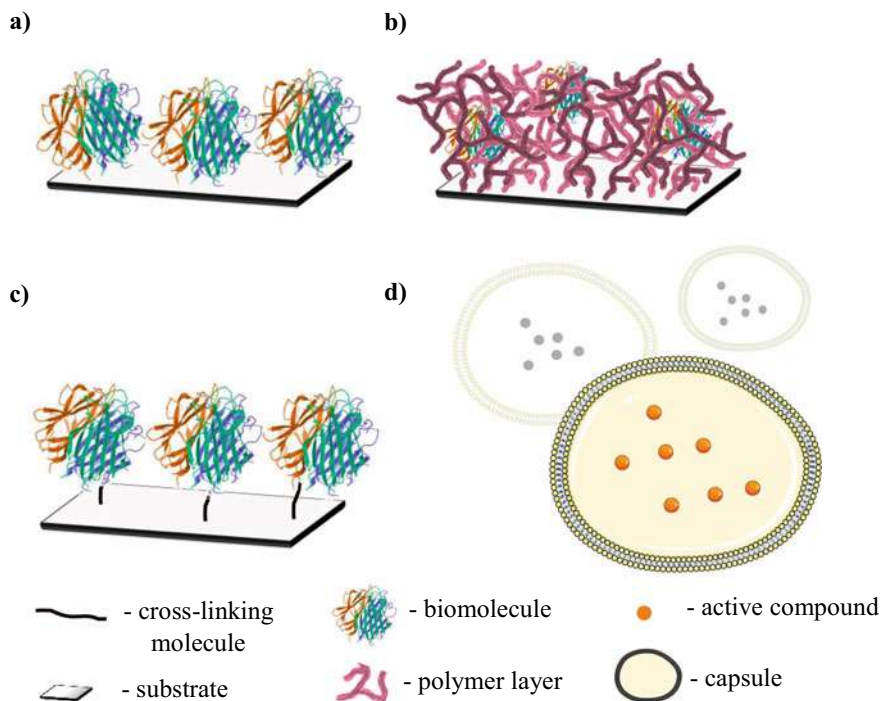 a)
b)
c)
d)
- cross-linking
molecule
- biomolecule
- active compound
- substrate
- polymer layer
- capsule